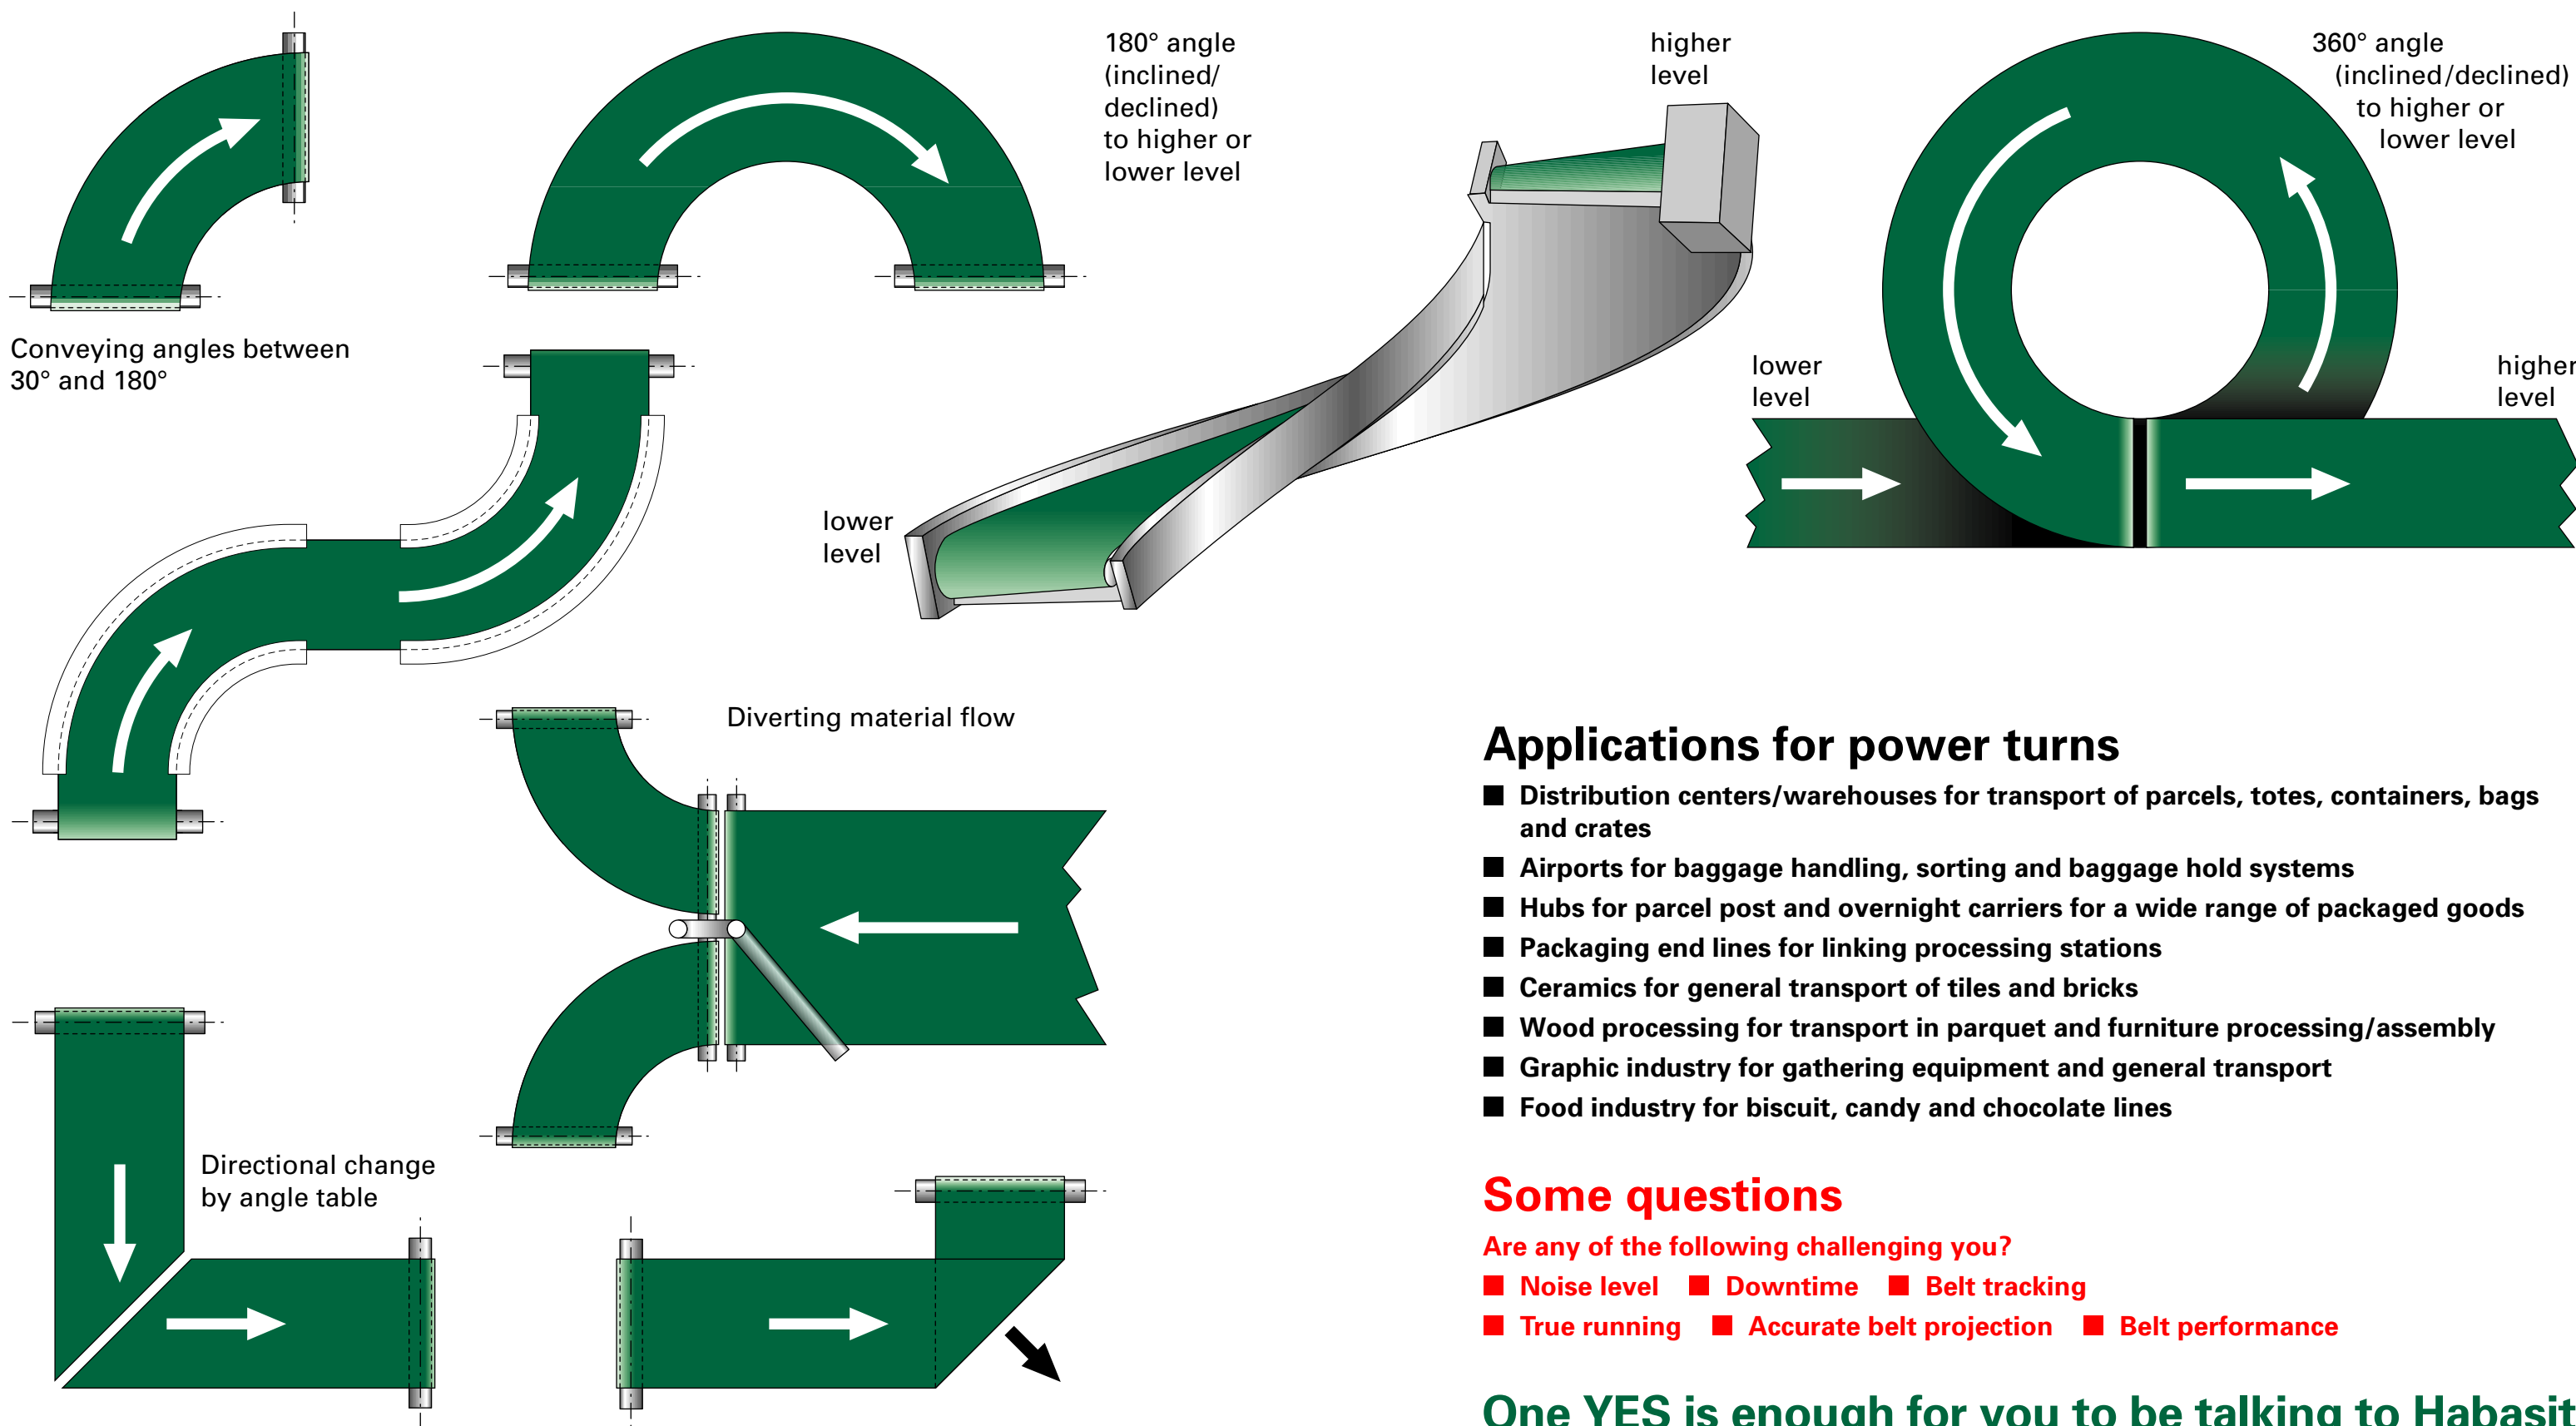 180° angle
(inclined/
declined)
to higher or
lower level
higher
level
360° angle
(inclined/declined)
to higher or
lower level
Conveying angles between
30° and 180°
lower
level
higher
level
lower
level
Diverting material flow
Applications for power turns
■ Distribution centers/warehouses for transport of parcels, totes, containers, bags
and crates
■ Airports for baggage handling, sorting and baggage hold systems
■ Hubs for parcel post and overnight carriers for a wide range of packaged goods
■ Packaging end lines for linking processing stations
■ Ceramics for general transport of tiles and bricks
■ Wood processing for transport in parquet and furniture processing/assembly
■ Graphic industry for gathering equipment and general transport
■ Food industry for biscuit, candy and chocolate lines
Directional change
by angle table
Some questions
Are any of the following challenging you?
■ Noise level ■ Downtime ■ Belt tracking
■ True running ■ Accurate belt projection ■ Belt performance
One YES is enough for you to be talking to Habasit